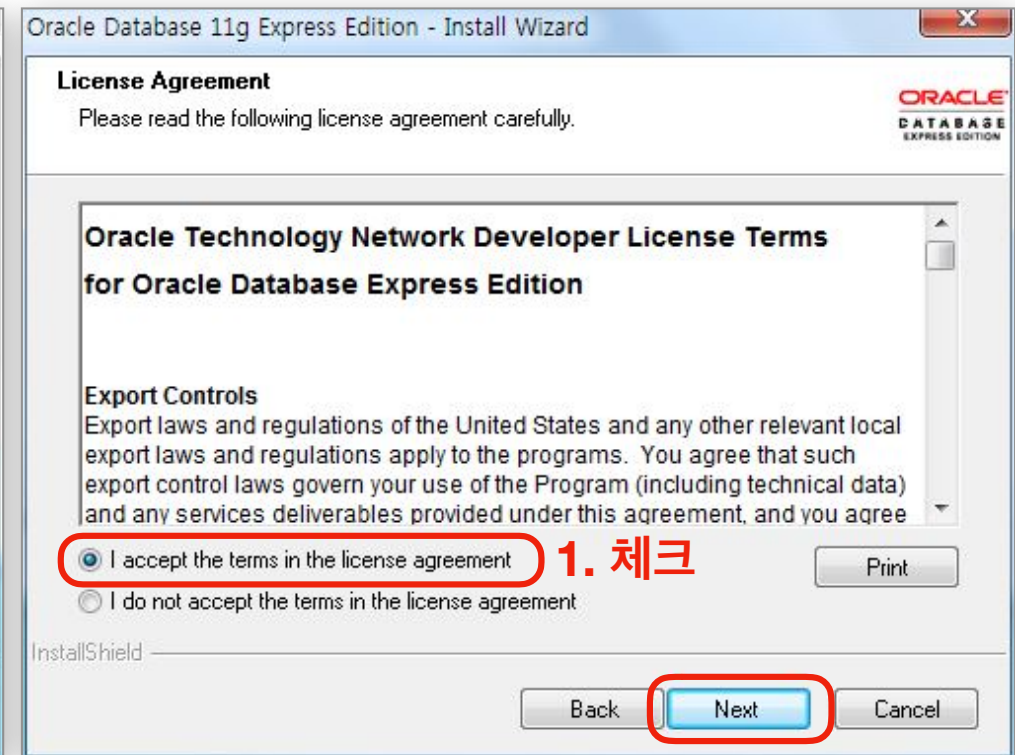 Oracle Database 11g Express Edition - Install Wizard
License Agreement
Please read the following license agreement carefully.
ORACLE
DATABASE
EXPRESS EDITION
Oracle Technology Network Developer License Terms
for Oracle Database Express Edition
Export Controls
Export laws and regulations of the United States and any other relevant local
export laws and regulations apply to the programs.  You agree that such
export control laws govern your use of the Program (including technical data)
and any services deliverables provided under this agreement, and you agree
I accept the terms in the license agreement 1. 체크
Print
I do not accept the terms in the license agreement
InstallShield
Back Next Cancel